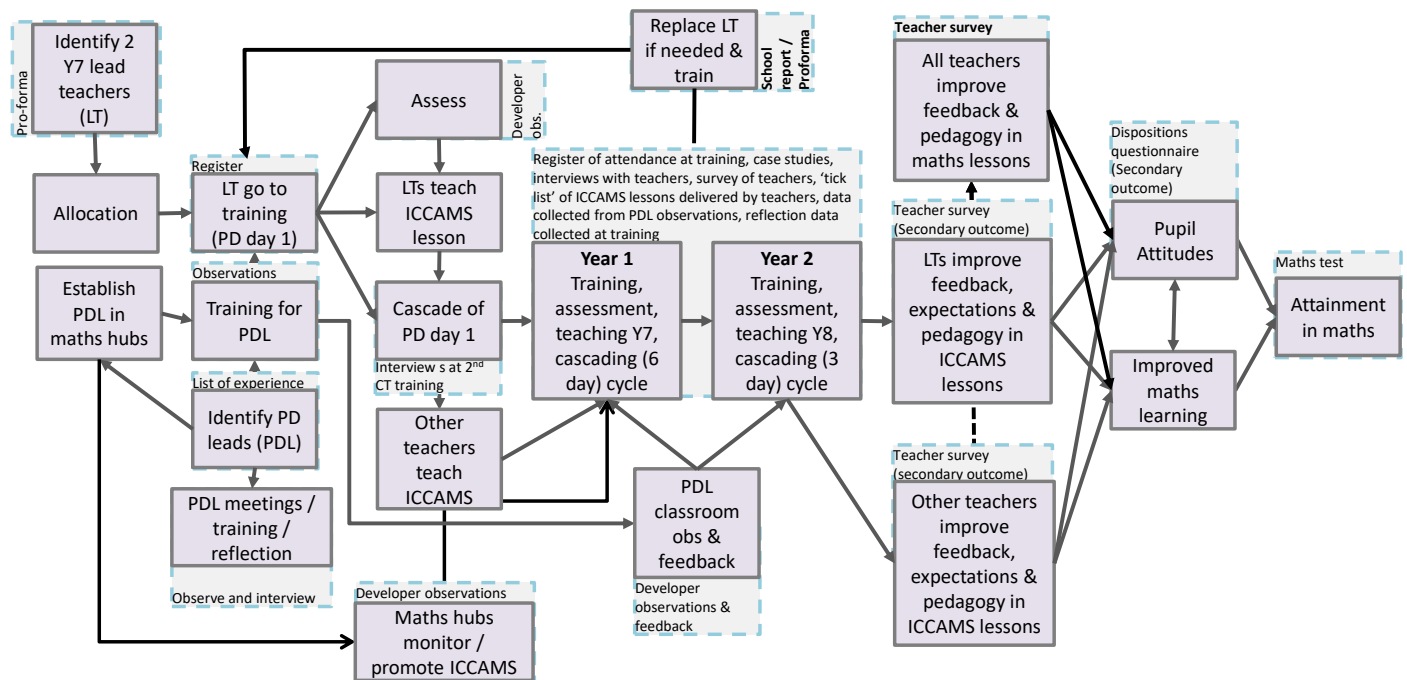 Pro-forma
Identify 2
Y7 lead
teachers
(LT)
Allocation
Establish
PDL in
maths hubs
Register
LT go to
training
(PD day 1)
Observations
Training for
PDL
List of experience
Identify PD
leads (PDL)
PDL meetings /
training /
reflection
Observe and interview
Assess
Developer
obs.
LTs teach
ICCAMS
lesson
Cascade of
PD day 1
Interview s at 2nd
CT training
Other
teachers
teach
ICCAMS
Developer observations
Maths hubs
monitor /
promote ICCAMS
Replace LT
if needed &
train
School
report /
Proforma
Register of attendance at training, case studies,
interviews with teachers, survey of teachers, ‘tick
list’ of ICCAMS lessons delivered by teachers, data
collected from PDL observations, reflection data
collected at training
Year 1
Training,
assessment,
teaching Y7,
cascading (6
day) cycle
Year 2
Training,
assessment,
teaching Y8,
cascading (3
day) cycle
PDL
classroom
obs &
feedback
Developer
observations &
feedback
Teacher survey
All teachers
improve
feedback &
pedagogy in
maths lessons
Teacher survey
(Secondary outcome)
LTs improve
feedback,
expectations &
pedagogy in
ICCAMS
lessons
Teacher survey
(secondary outcome)
Other teachers
improve
feedback,
expectations &
pedagogy in
ICCAMS lessons
Dispositions
questionnaire
(Secondary
outcome)
Pupil
Attitudes
Improved
maths
learning
Maths test
Attainment
in maths